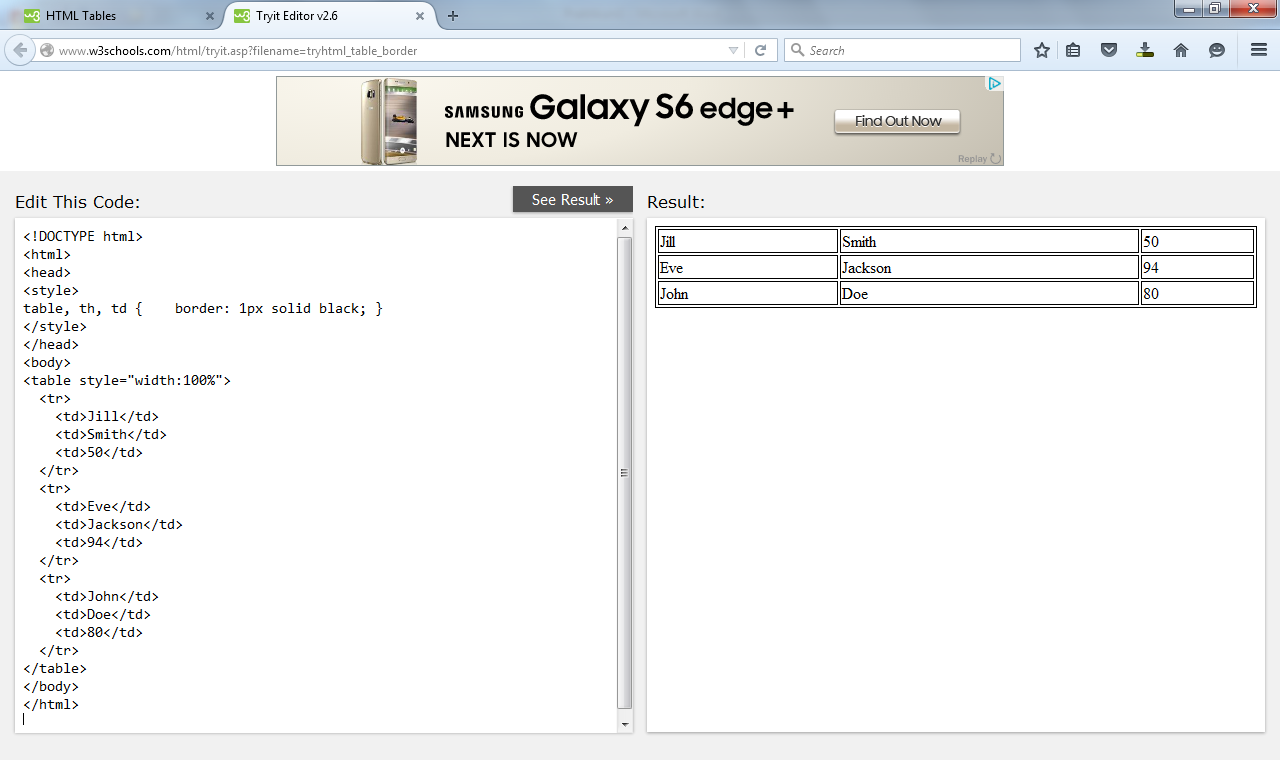 HTML Tables
Tryit Editor v2.6
www.w3schools.com/html/tryit.asp?filename=tryhtml_table_border
Search
SAMSUNG Galaxy S6 edge+
NEXT IS NOW
Find Out Now
Replay
Edit This Code:
See Result »
<!DOCTYPE html>
<html>
<head>
<style>
table, th, td {    border: 1px solid black; }
</style>
</head>
<body>
<table style="width:100%">
  <tr>
    <td>Jill</td>
    <td>Smith</td>
    <td>50</td>
  </tr>
  <tr>
    <td>Eve</td>
    <td>Jackson</td>
    <td>94</td>
  </tr>
  <tr>
    <td>John</td>
    <td>Doe</td>
    <td>80</td>
  </tr>
</table>
</body>
</html>
Result:
Jill Smith 50
Eve Jackson 94
John Doe 80